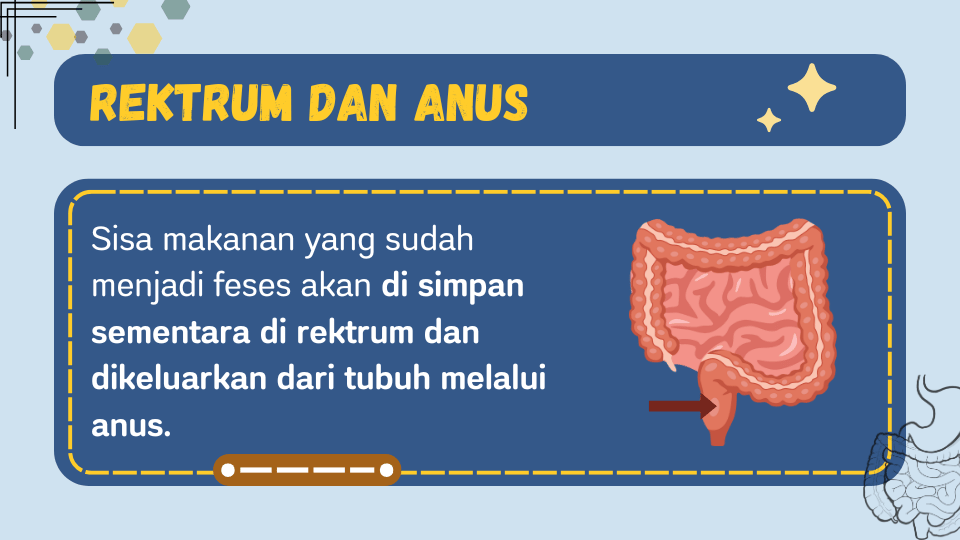 REKTRUM DAN ANUS
Sisa makanan yang sudah
menjadi feses akan di simpan
sementara di rektrum dan
dikeluarkan dari tubuh melalui
anus.